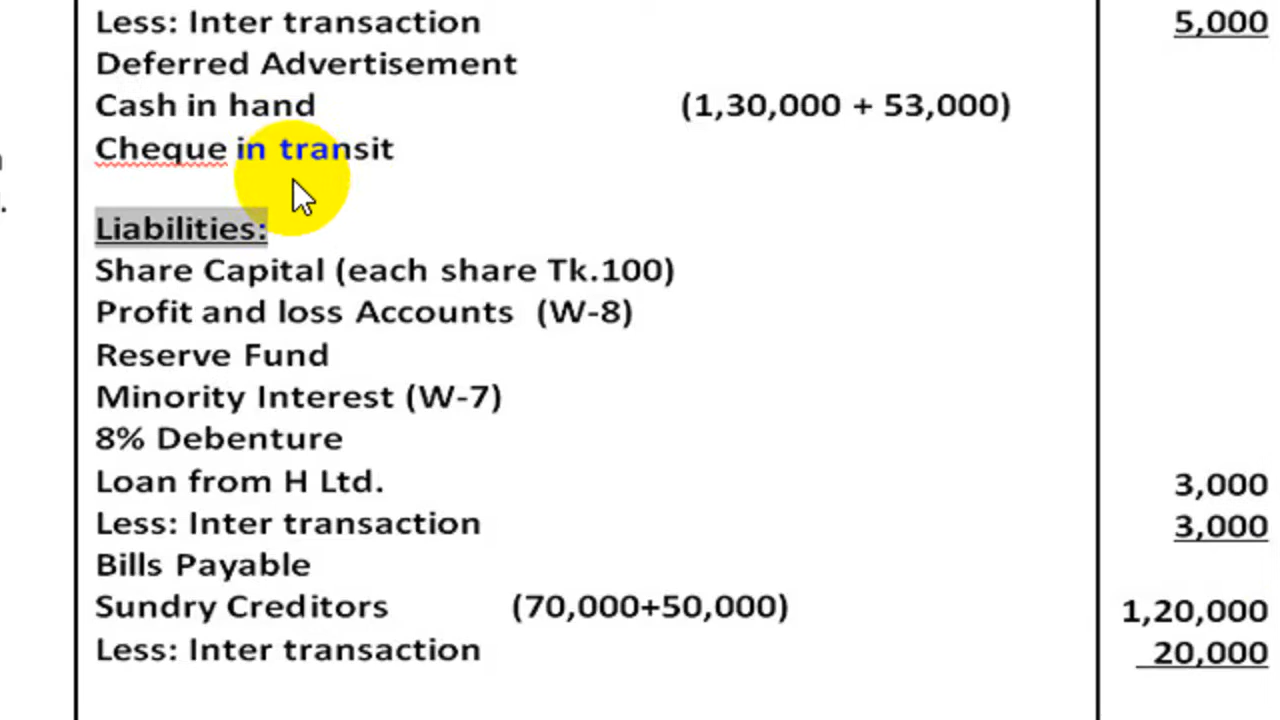 Less: Inter transaction 5,000
Deferred Advertisement
Cash in hand (1,30,000 + 53,000)
Cheque in transit
Liabilities:
Share Capital (each share Tk.100)
Profit and loss Accounts (W-8)
Reserve Fund
Minority Interest (W-7)
8% Debenture
Loan from H Ltd. 3,000
Less: Inter transaction 3,000
Bills Payable
Sundry Creditors (70,000+50,000) 1,20,000
Less: Inter transaction 20,000